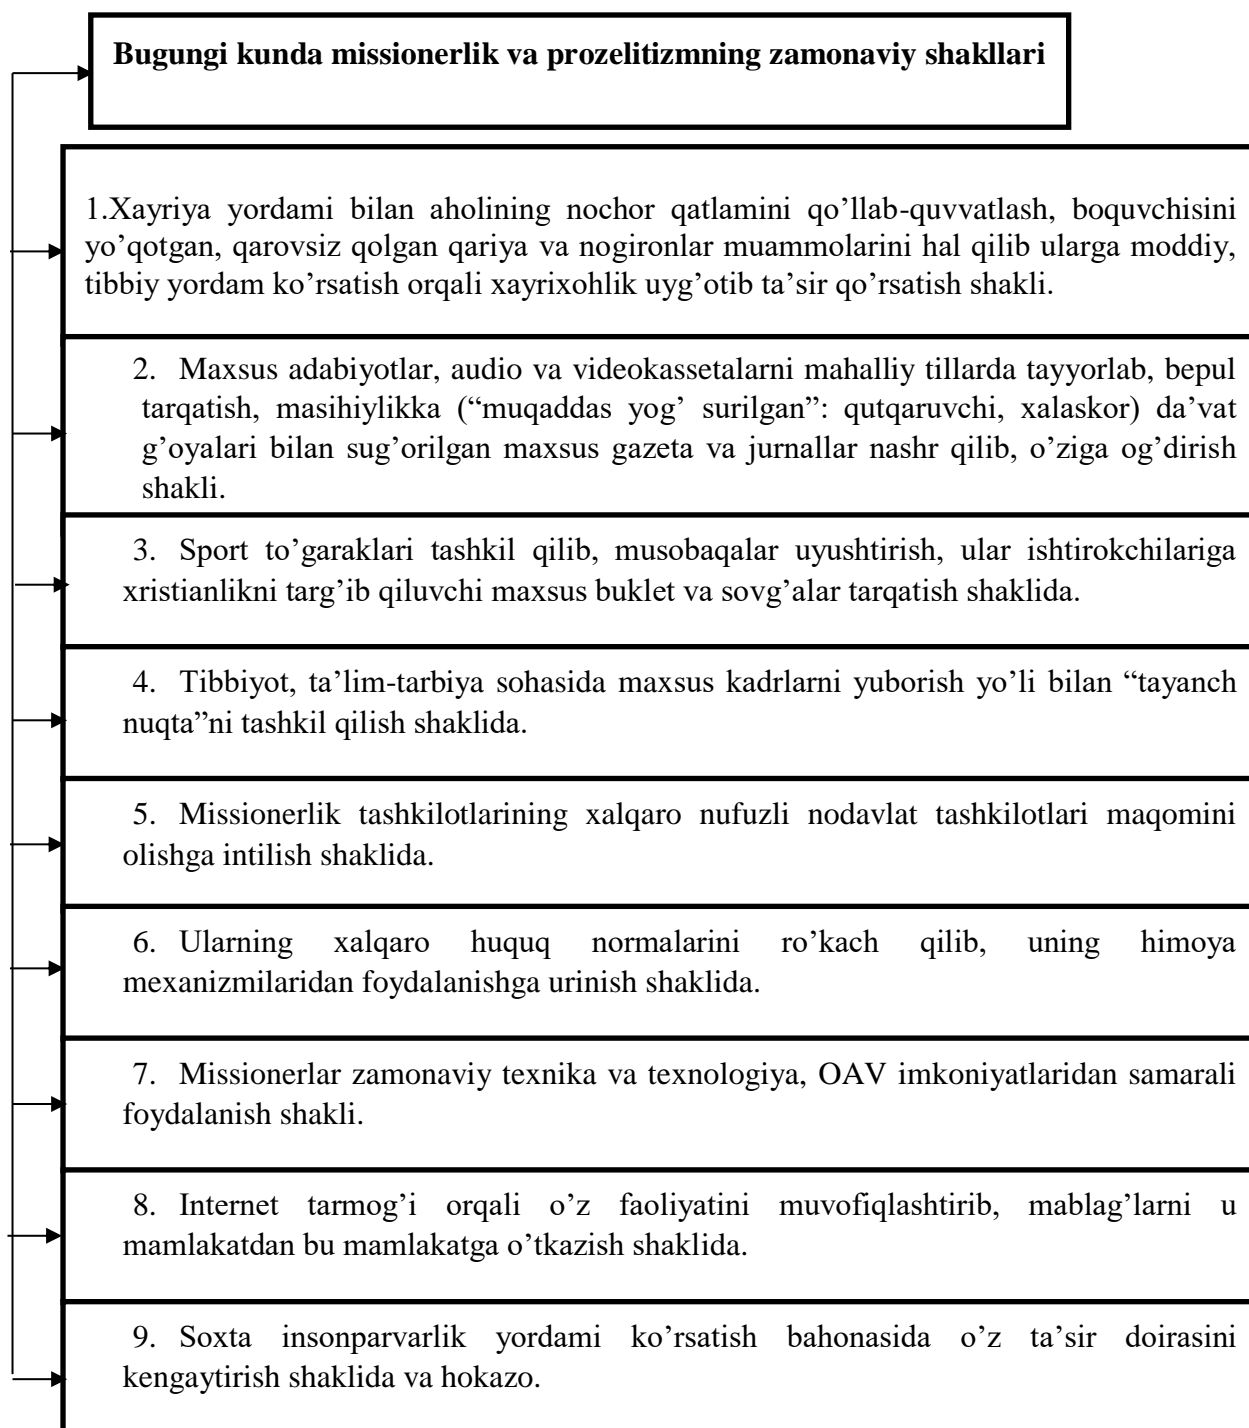 Bugungi kunda missionerlik va prozelitizmning zamonaviy shakllari
1.Xayriya yordami bilan aholining nochor qatlamini qo’llab-quvvatlash, boquvchisini
yo’qotgan, qarovsiz qolgan qariya va nogironlar muammolarini hal qilib ularga moddiy,
tibbiy yordam ko’rsatish orqali xayrixohlik uyg’otib ta’sir qo’rsatish shakli.
2. Maxsus adabiyotlar, audio va videokassetalarni mahalliy tillarda tayyorlab, bepul
tarqatish, masihiylikka (“muqaddas yog’ surilgan”: qutqaruvchi, xalaskor) da’vat
g’oyalari bilan sug’orilgan maxsus gazeta va jurnallar nashr qilib, o’ziga og’dirish
shakli.
3. Sport to’garaklari tashkil qilib, musobaqalar uyushtirish, ular ishtirokchilariga
xristianlikni targ’ib qiluvchi maxsus buklet va sovg’alar tarqatish shaklida.
4. Tibbiyot, ta’lim-tarbiya sohasida maxsus kadrlarni yuborish yo’li bilan “tayanch
nuqta”ni tashkil qilish shaklida.
5. Missionerlik tashkilotlarining xalqaro nufuzli nodavlat tashkilotlari maqomini
olishga intilish shaklida.
6. Ularning xalqaro huquq normalarini ro’kach qilib, uning himoya
mexanizmilaridan foydalanishga urinish shaklida.
7. Missionerlar zamonaviy texnika va texnologiya, OAV imkoniyatlaridan samarali
foydalanish shakli.
8. Internet tarmog’i orqali o’z faoliyatini muvofiqlashtirib, mablag’larni u
mamlakatdan bu mamlakatga o’tkazish shaklida.
9. Soxta insonparvarlik yordami ko’rsatish bahonasida o’z ta’sir doirasini
kengaytirish shaklida va hokazo.